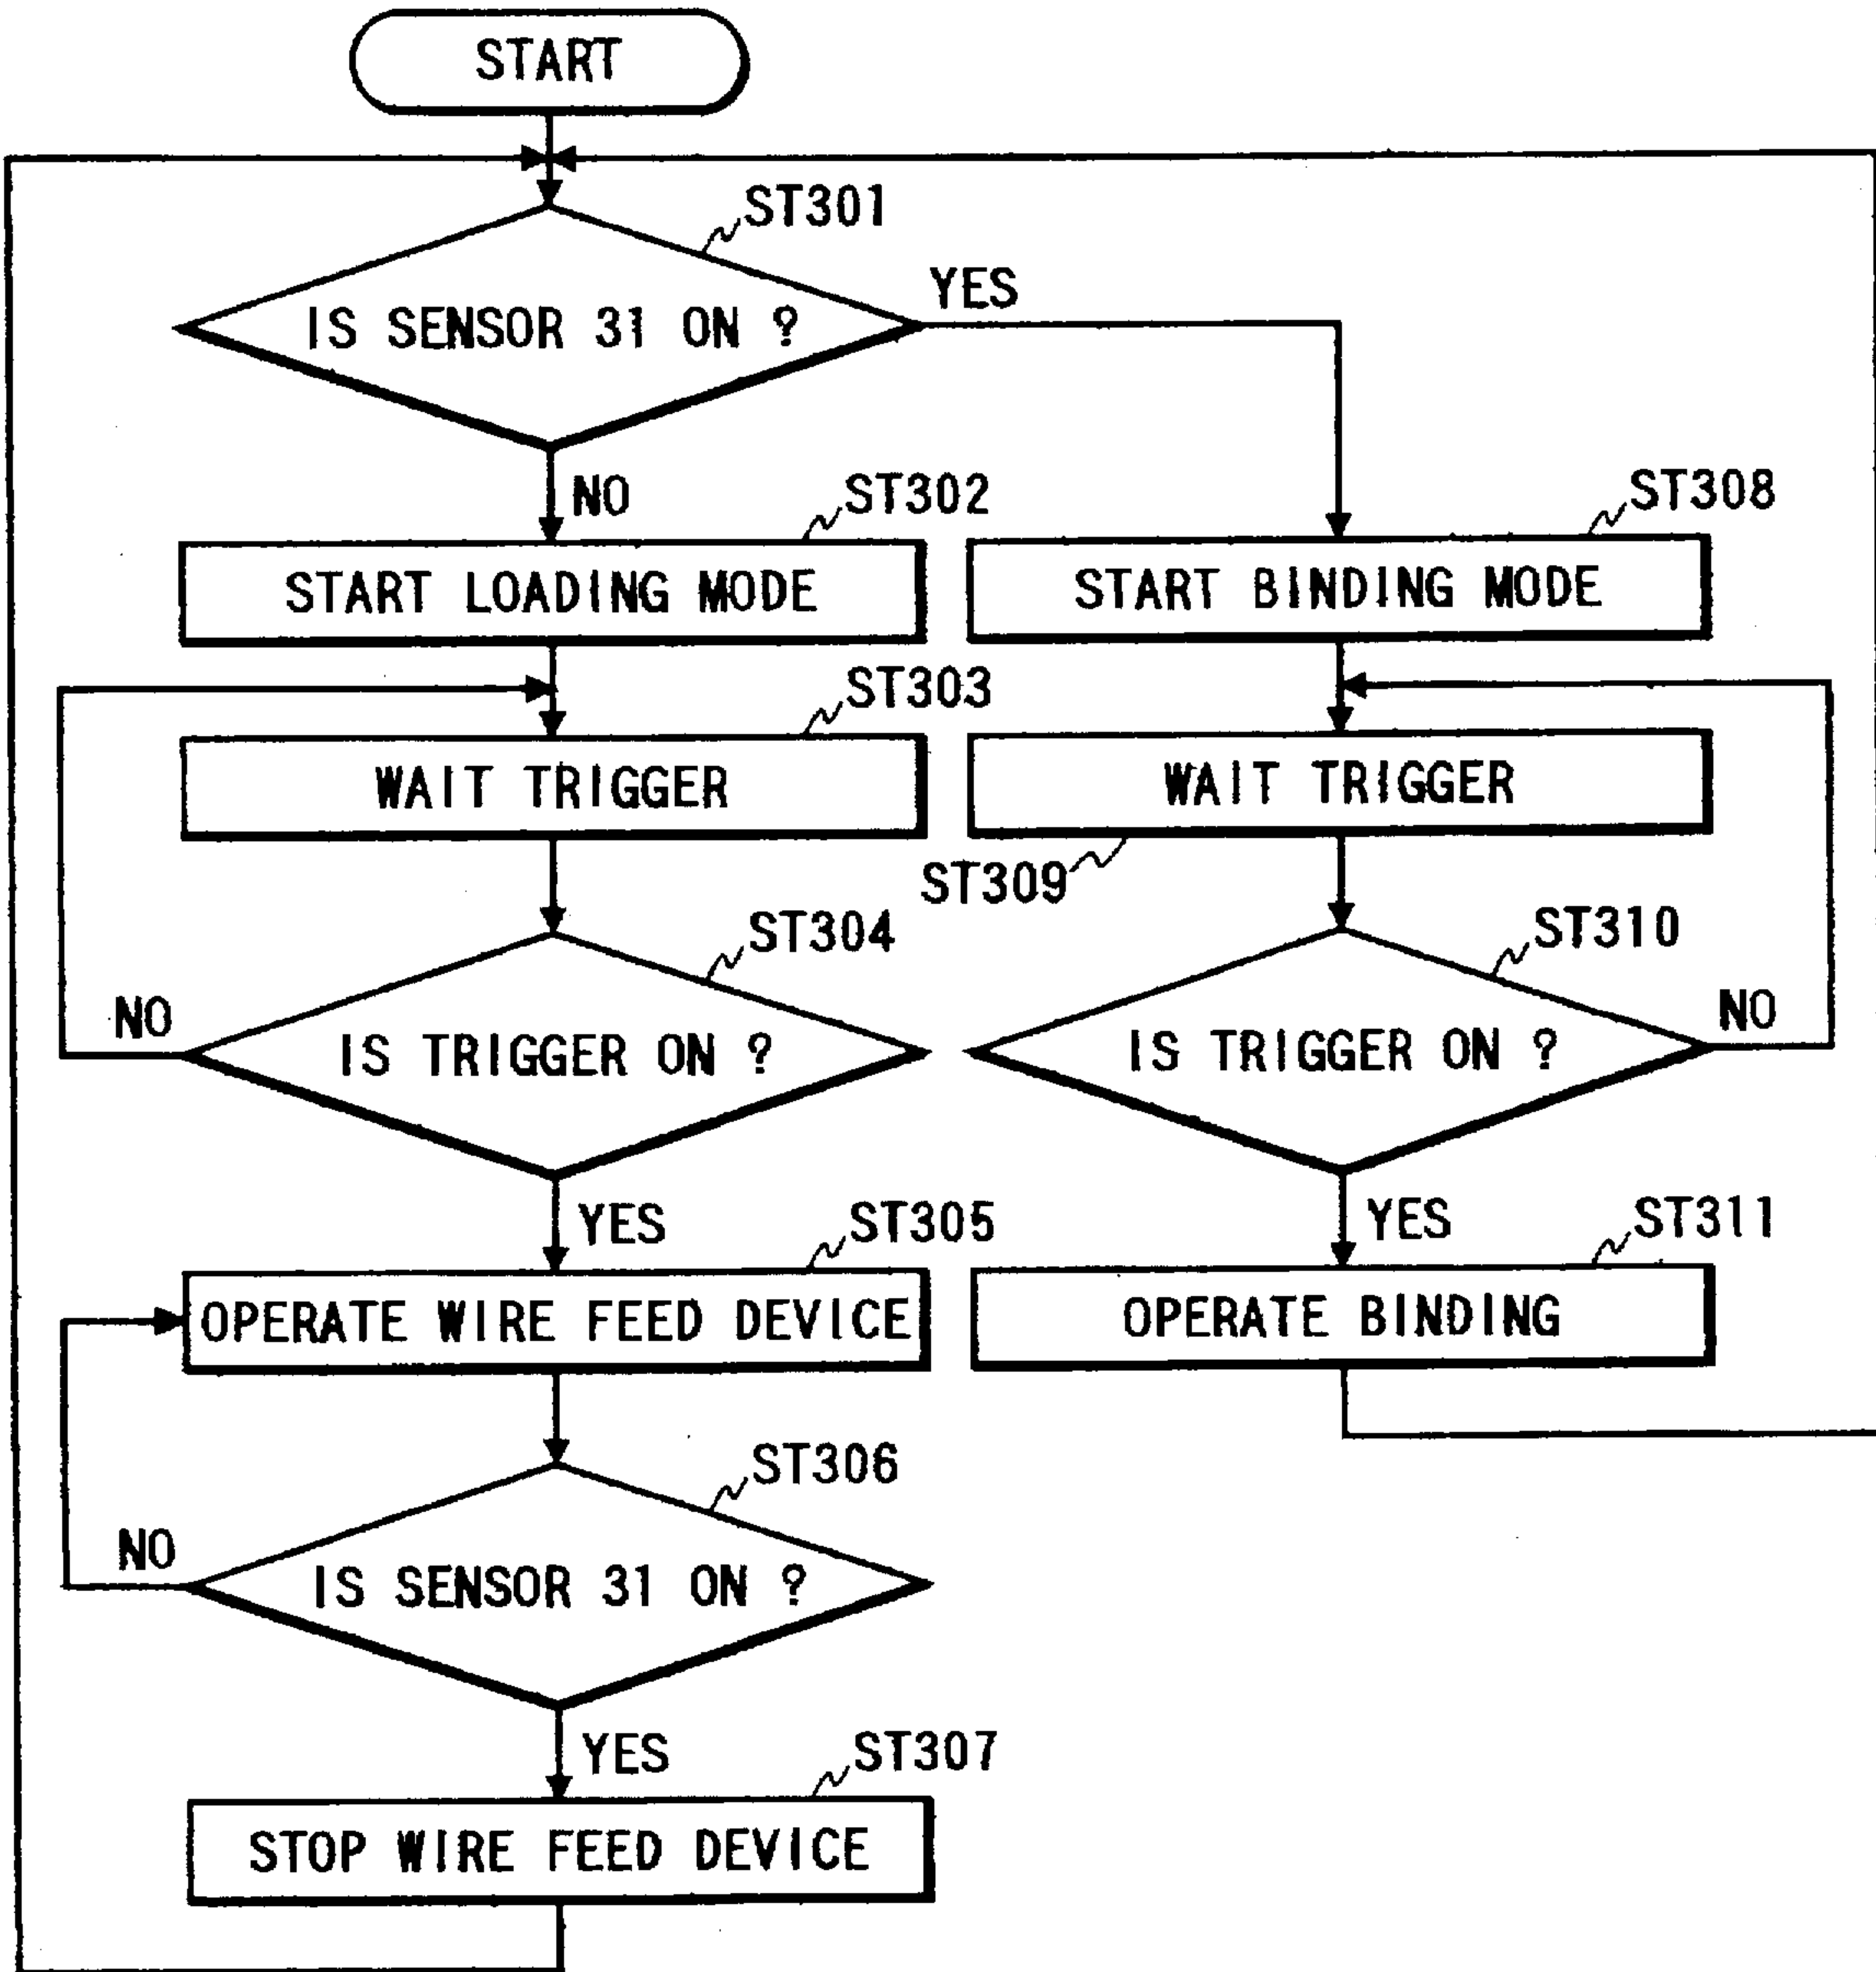 START
ST301
IS SENSOR 31 ON ?
YES
NO
ST302
START LOADING MODE
ST303
WAIT TRIGGER
ST304
IS TRIGGER ON ?
NO
YES
ST305
OPERATE WIRE FEED DEVICE
ST306
IS SENSOR 31 ON ?
NO
YES
ST307
STOP WIRE FEED DEVICE
ST308
START BINDING MODE
WAIT TRIGGER
ST309
ST310
IS TRIGGER ON ?
NO
YES
ST311
OPERATE BINDING